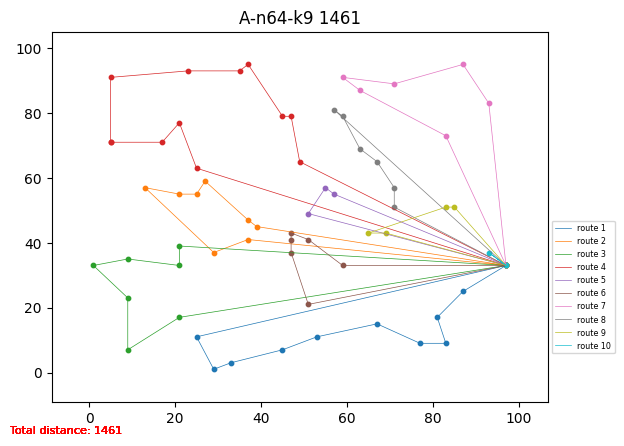 A-n64-k9 1461
100
80
60
40
20
0
0 20 40 60 80 100
route 1
route 2
route 3
route 4
route 5
route 6
route 7
route 8
route 9
route 10
Total distance: 1461